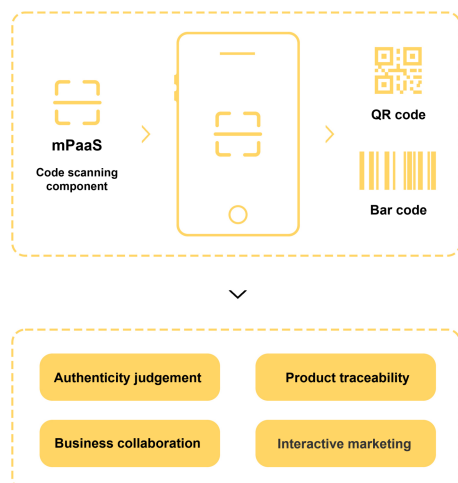 mPaaS
Code scanning
component
QR code
Bar code
Authenticity judgement
Product traceability
Business collaboration
Interactive marketing